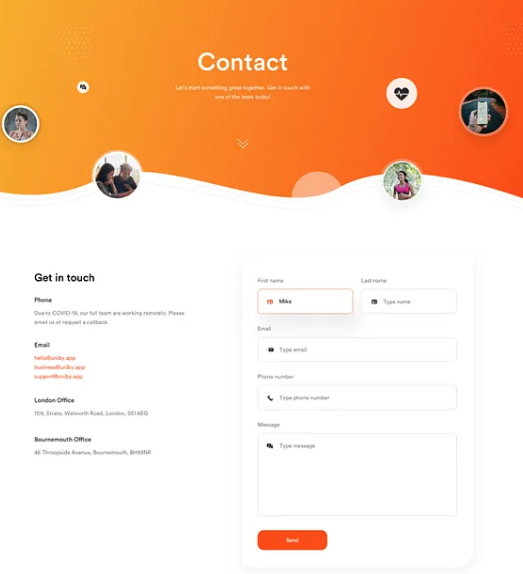 Contact
Let's start something great together. Get in touch with
one of the team today!
Get in touch
Phone
Due to COVID-19, our full team are working remotely. Please
email us or request a callback.
Email
hello@uniby.app
business@uniby.app
support@uniby.app
London Office
709, Strata, Walworth Road, London, SE1 6EG
Bournemouth Office
46 Throopside Avenue, Bournemouth, BH93NR
First name
Mike
Last name
Type name
Email
Type email
Phone number
Type phone number
Message
Type message
Send